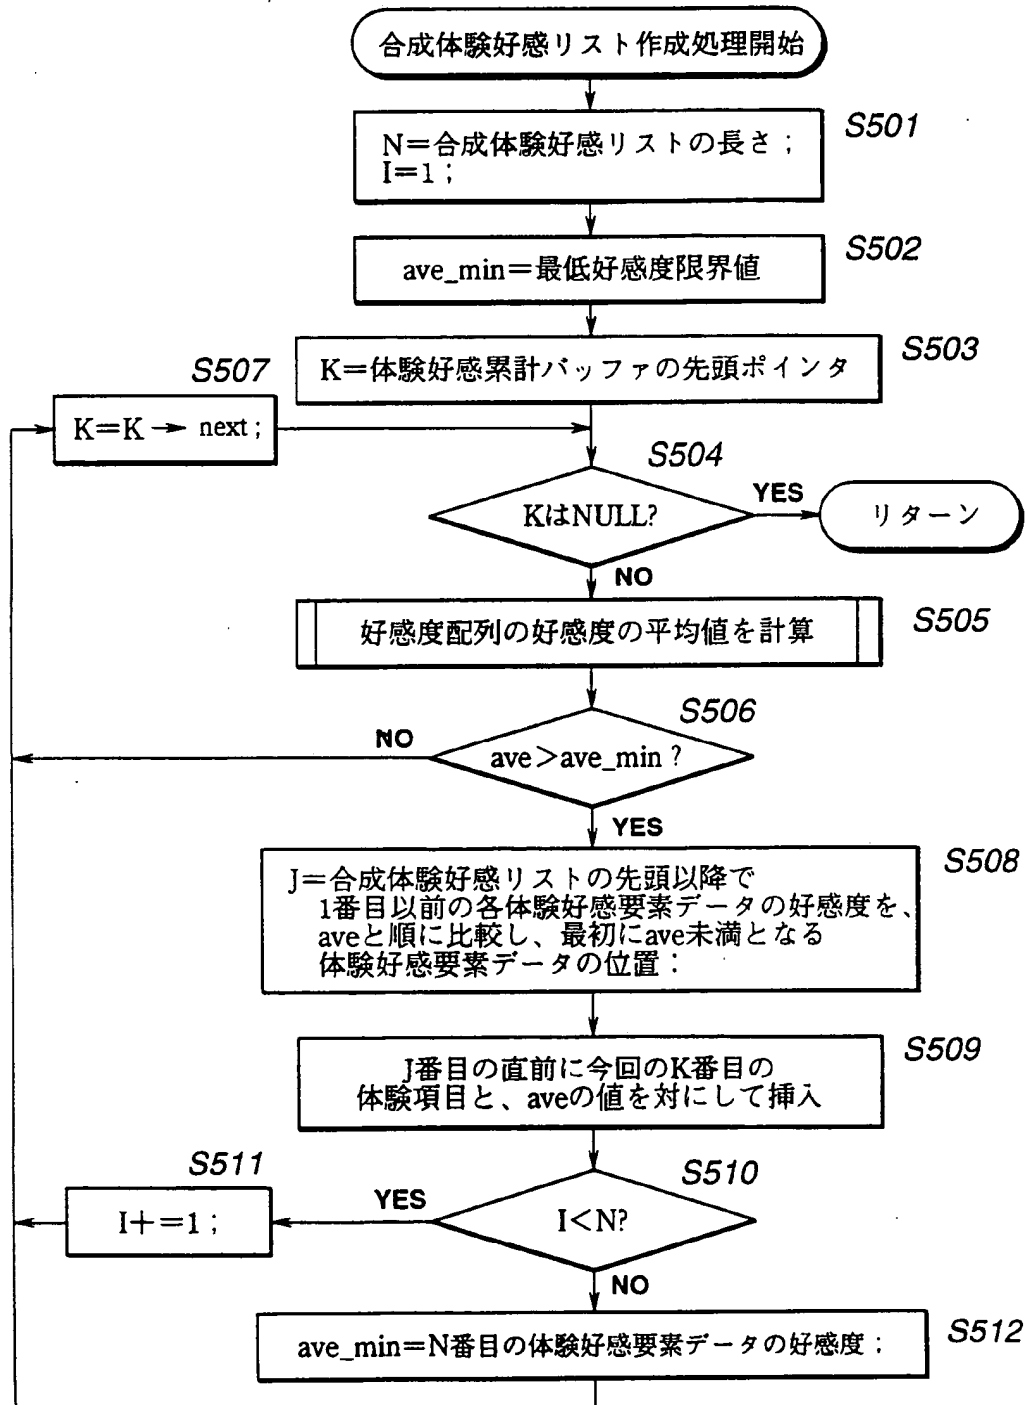 合成体験好感リスト作成処理開始
S501
N＝合成体験好感リストの長さ；
I＝1；
S502
ave_min＝最低好感度限界値
S503
K＝体験好感累計バッファの先頭ポインタ
S507
K＝K→ next；
S504
KはNULL?
YES
リターン
NO
S505
好感度配列の好感度の平均値を計算
S506
ave＞ave_min？
NO
YES
S508
J＝合成体験好感リストの先頭以降で
1番目以前の各体験好感要素データの好感度を、
aveと順に比較し、最初にave未満となる
体験好感要素データの位置：
S509
J番目の直前に今回のK番目の
体験項目と、aveの値を対にして挿入
S511
I＋＝1；
YES
S510
I＜N?
NO
S512
ave_min＝N番目の体験好感要素データの好感度；